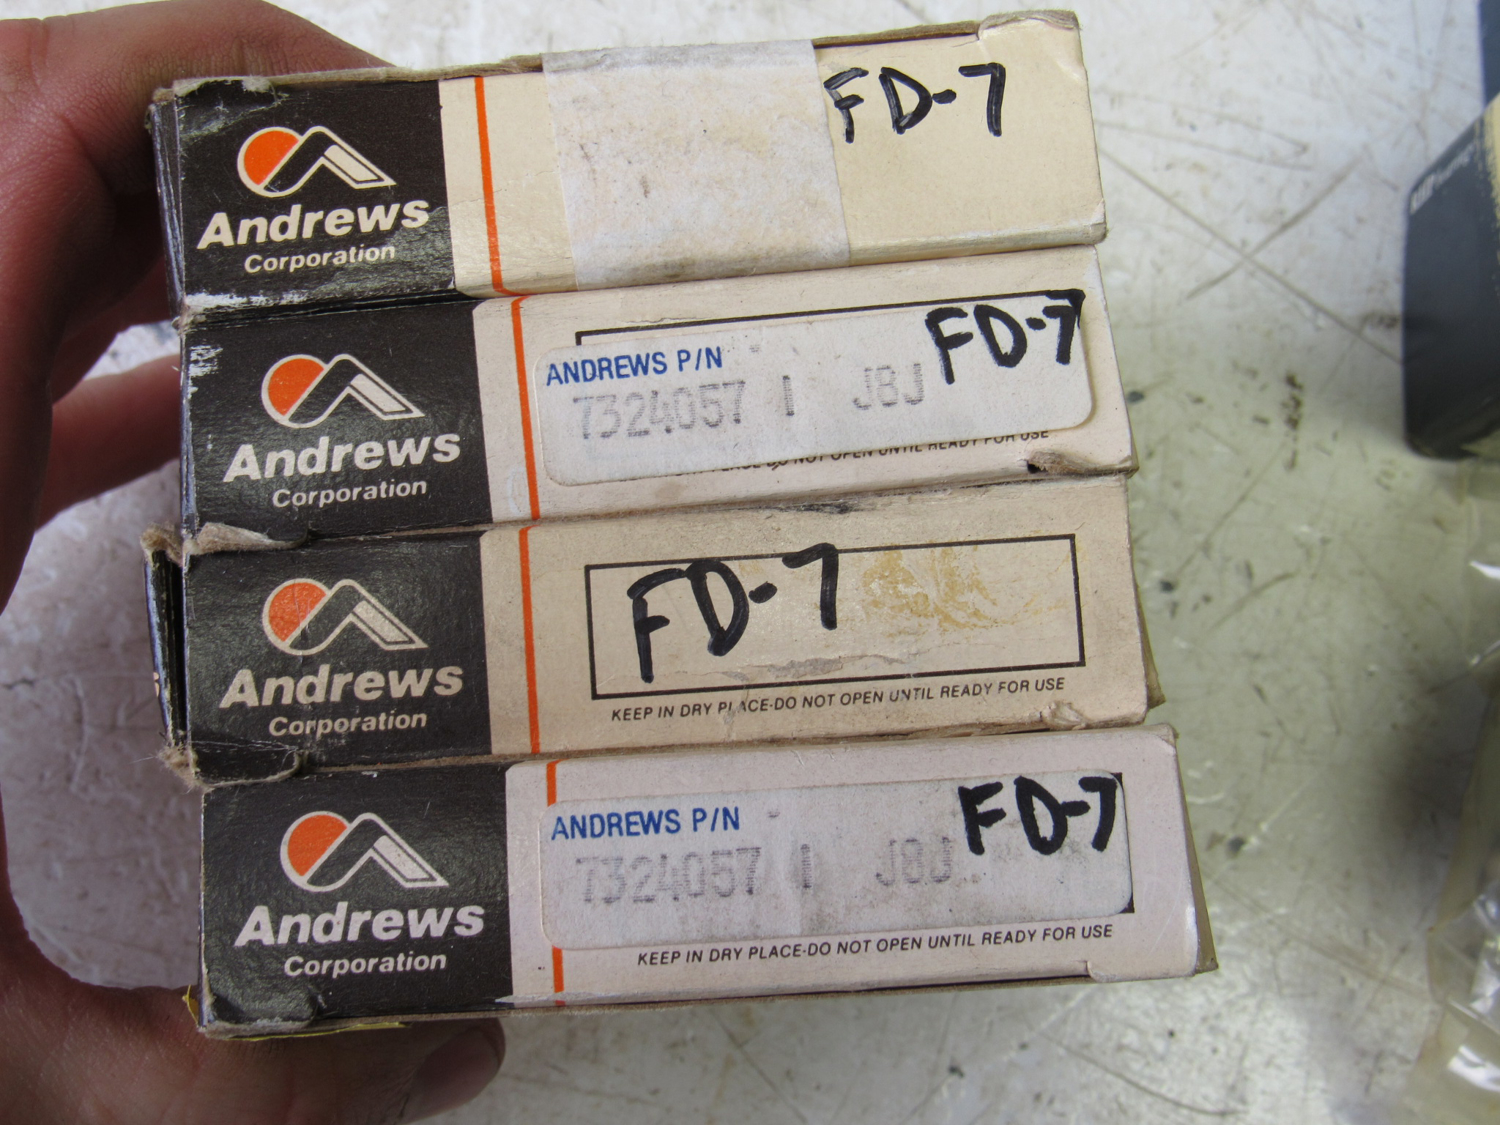 Andrews
Corporation
FD-7
Andrews
Corporation
ANDREWS P/N
FD-7
7324057 1 J8J
NOT OPEN UNTIL READY FOR USE
Andrews
Corporation
FD-7
KEEP IN DRY PLACE-DO NOT OPEN UNTIL READY FOR USE
Andrews
Corporation
ANDREWS P/N
FD-7
7324057 1 J8J
KEEP IN DRY PLACE-DO NOT OPEN UNTIL READY FOR USE